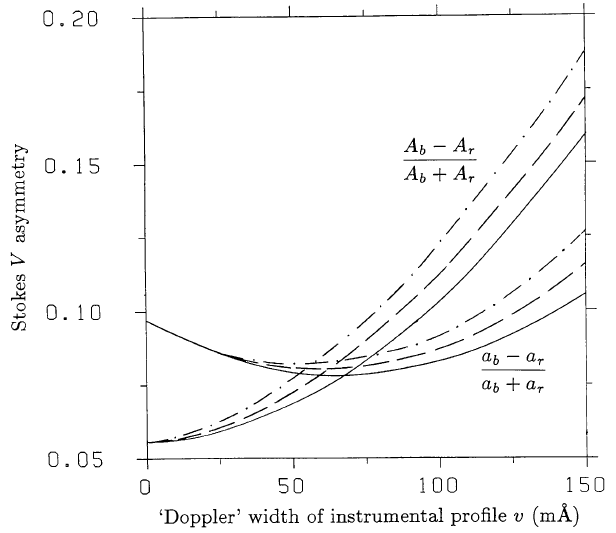 0.20
0.15
0.10
0.05
Stokes V asymmetry
A_b − A_r
A_b + A_r
a_b − a_r
a_b + a_r
0 50 100 150
‘Doppler’ width of instrumental profile v (mÅ)